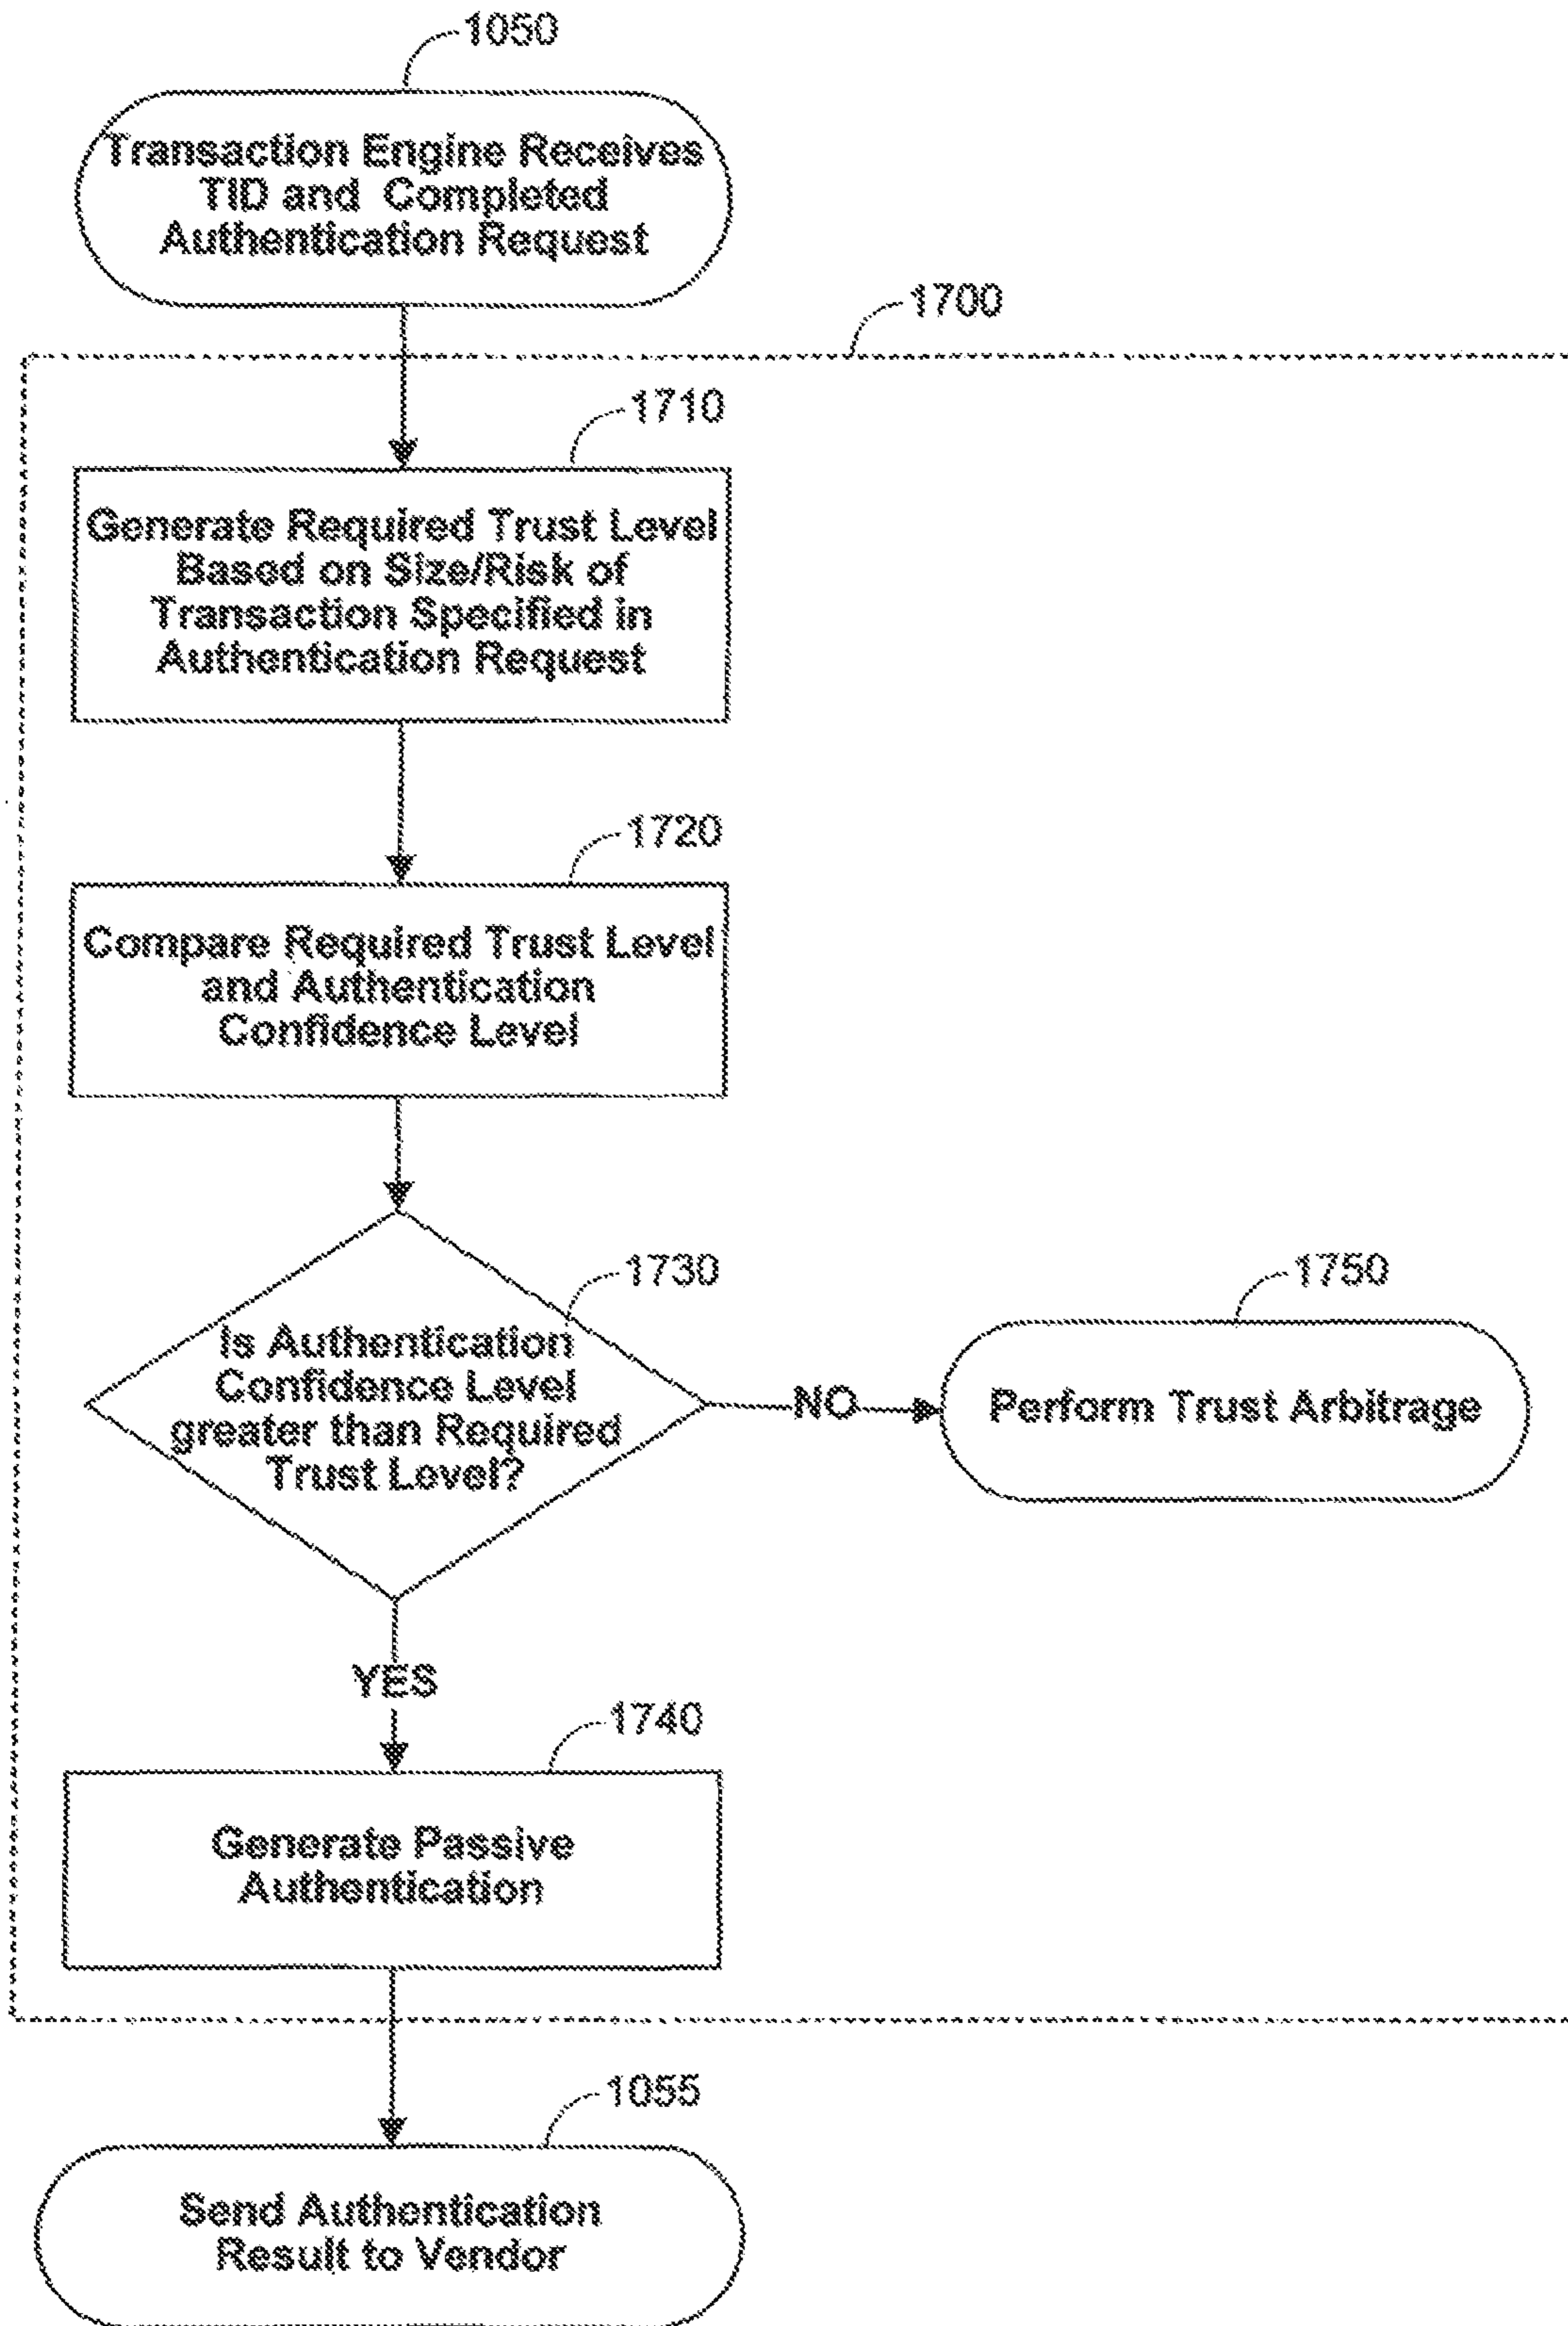 1050
Transaction Engine Receives
TID and Completed
Authentication Request
1700
1710
Generate Required Trust Level
Based on Size/Risk of
Transaction Specified in
Authentication Request
1720
Compare Required Trust Level
and Authentication
Confidence Level
1730
Is Authentication
Confidence Level
greater than Required
Trust Level?
NO
1750
Perform Trust Arbitrage
YES
1740
Generate Passive
Authentication
1055
Send Authentication
Result to Vendor